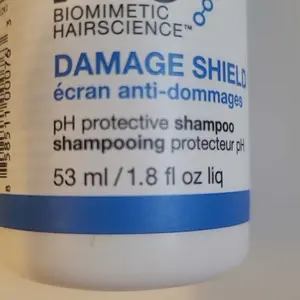 BIOMIMETIC
HAIRSCIENCE™
DAMAGE SHIELD
écran anti-dommages
pH protective shampoo
shampooing protecteur pH
53 ml / 1.8 fl oz liq